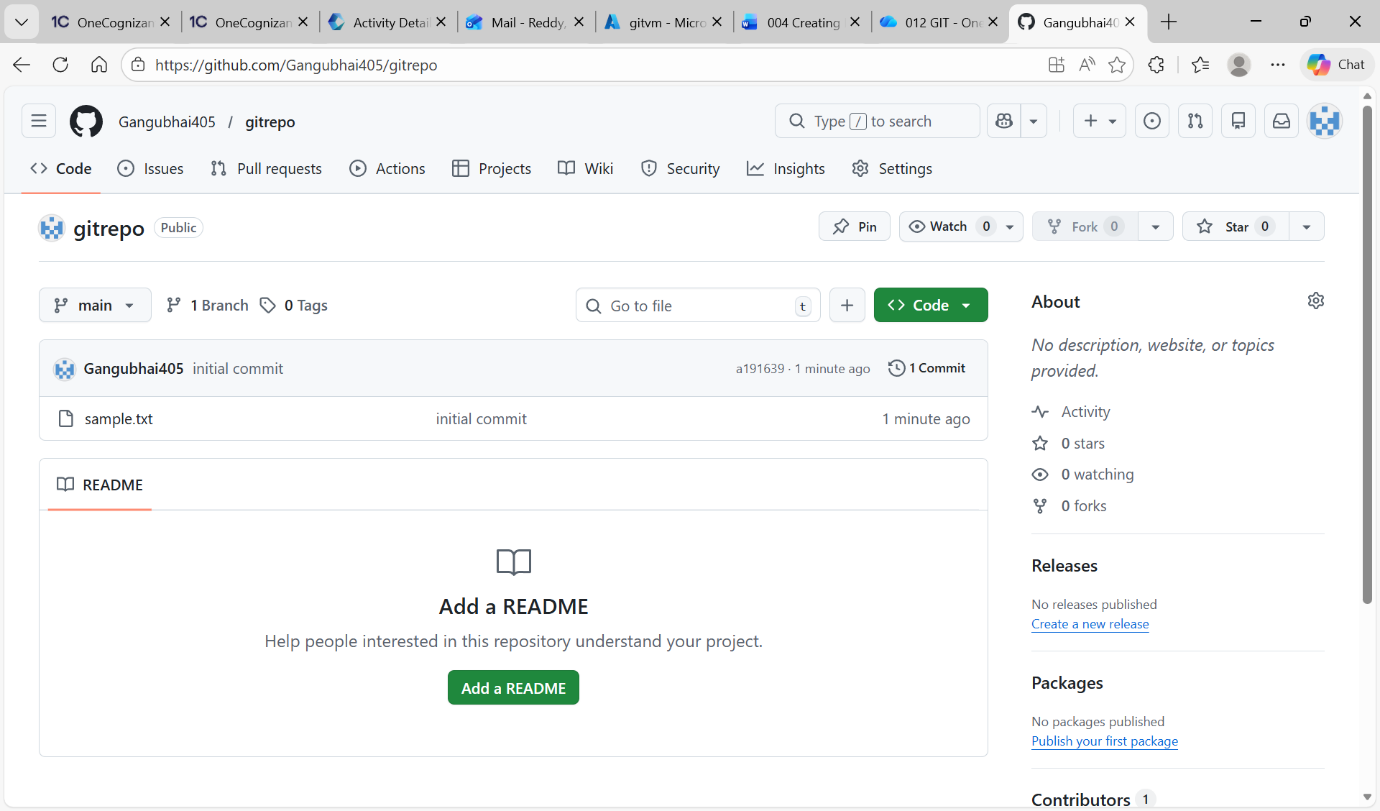 1C OneCognizan 1C OneCognizan Activity Detail Mail - Reddy, gitvm - Micro 004 Creating 012 GIT - One Gangubhai40
https://github.com/Gangubhai405/gitrepo Chat
Gangubhai405 / gitrepo Type / to search
Code Issues Pull requests Actions Projects Wiki Security Insights Settings
gitrepo Public Pin Watch 0 Fork 0 Star 0
main 1 Branch 0 Tags Go to file t Code
About
No description, website, or topics
provided.
Gangubhai405 initial commit a191639 · 1 minute ago 1 Commit
sample.txt initial commit 1 minute ago
Activity
0 stars
0 watching
0 forks
README
Add a README
Help people interested in this repository understand your project.
Add a README
Releases
No releases published
Create a new release
Packages
No packages published
Publish your first package
Contributors 1